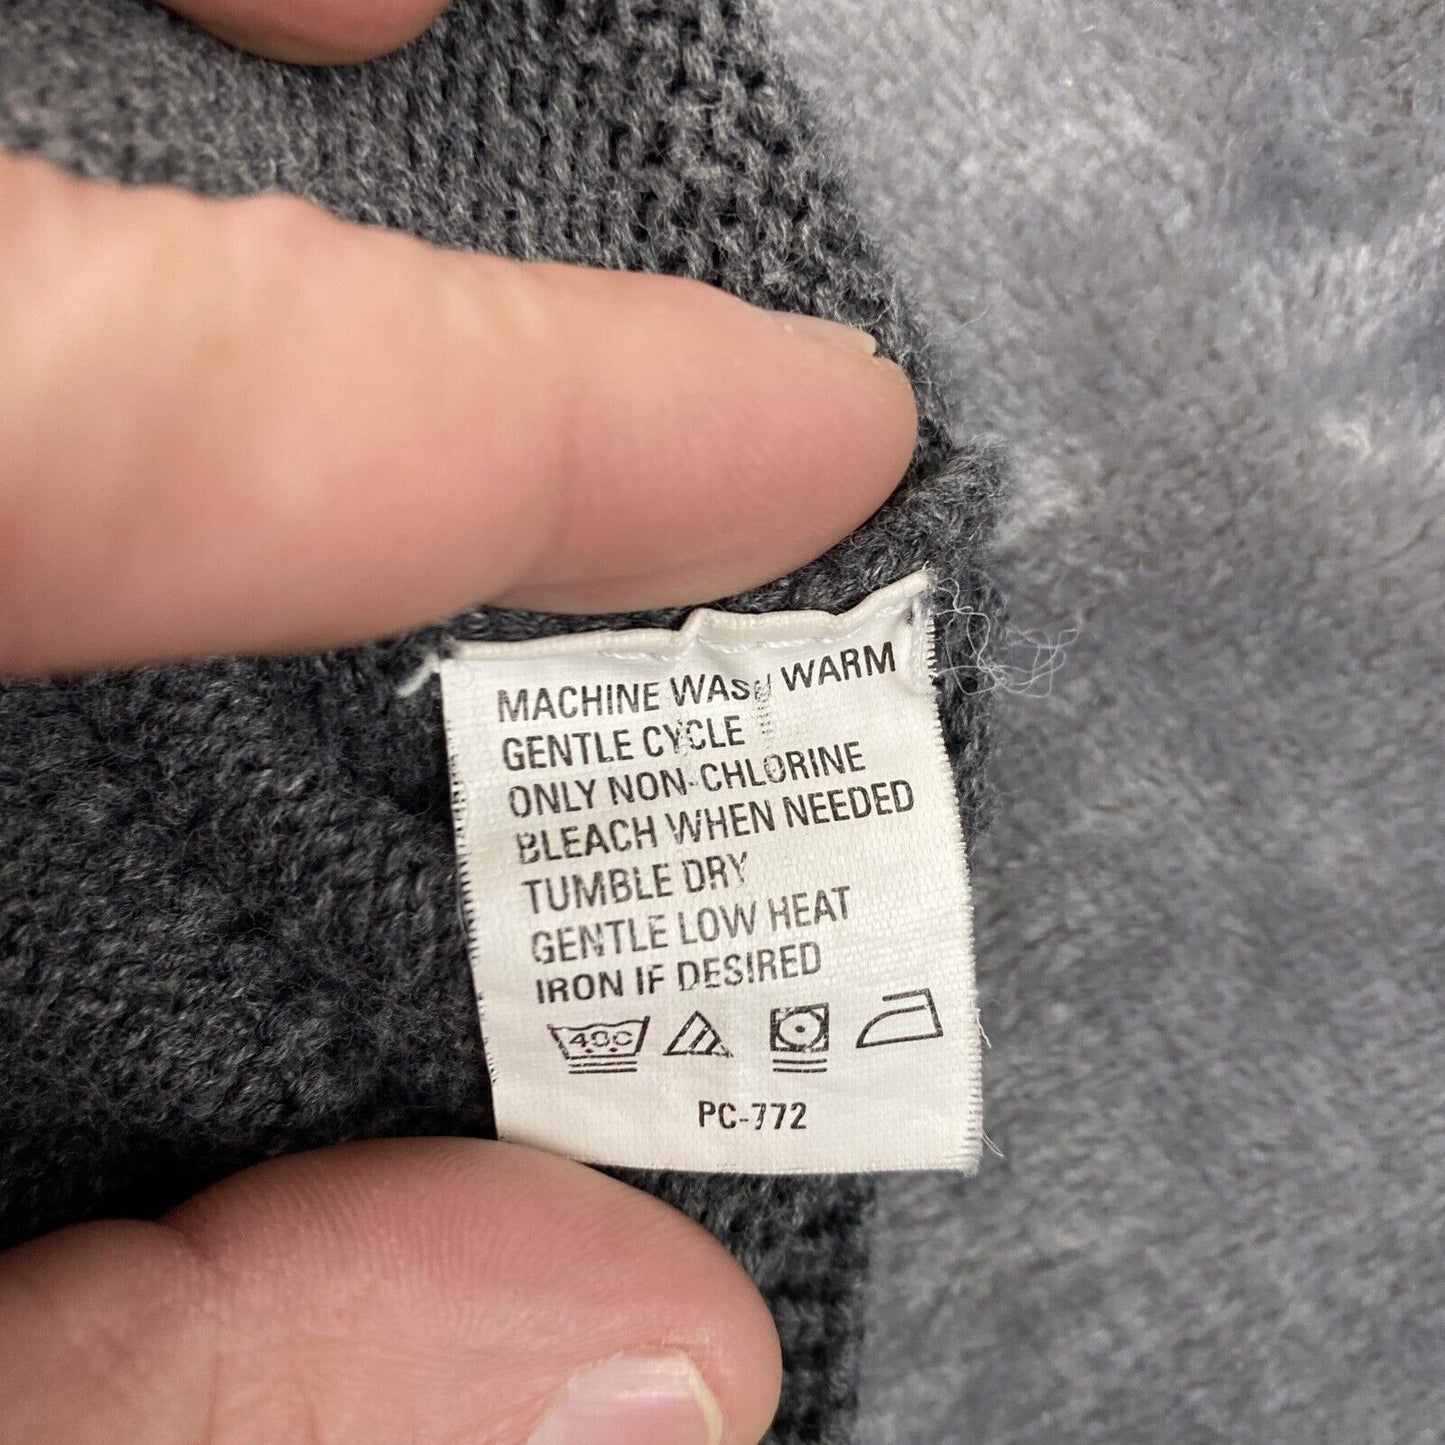 MACHINE WASH WARM
GENTLE CYCLE
ONLY NON-CHLORINE
BLEACH WHEN NEEDED
TUMBLE DRY
GENTLE LOW HEAT
IRON IF DESIRED
40C
PC-772